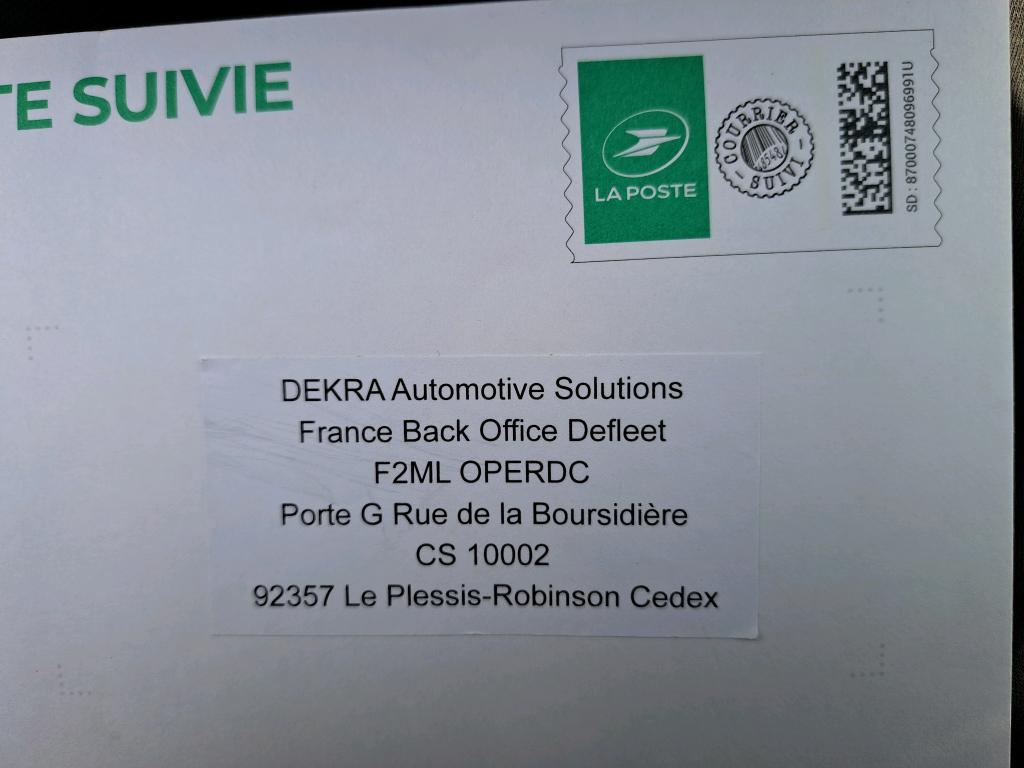 TE SUIVIE
LA POSTE
COURRIER
SUIVI
SD : 87000748096991U
DEKRA Automotive Solutions
France Back Office Defleet
F2ML OPERDC
Porte G Rue de la Boursidière
CS 10002
92357 Le Plessis-Robinson Cedex